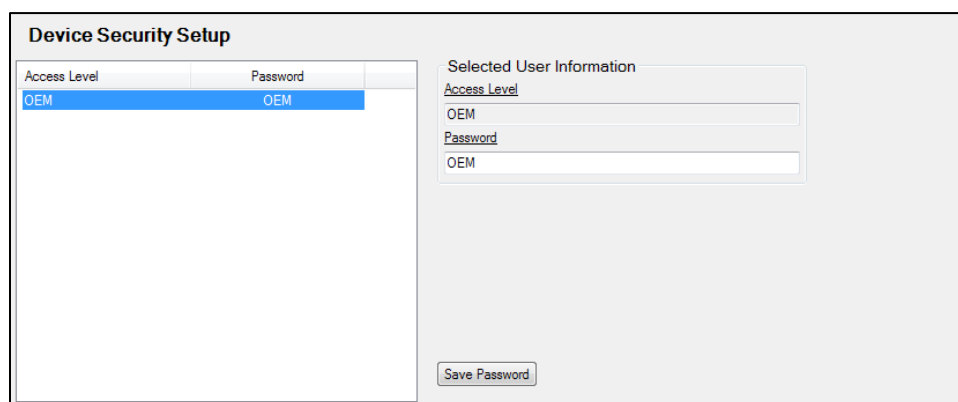 Device Security Setup
Access Level Password
OEM OEM
Selected User Information
Access Level
OEM
Password
OEM
Save Password